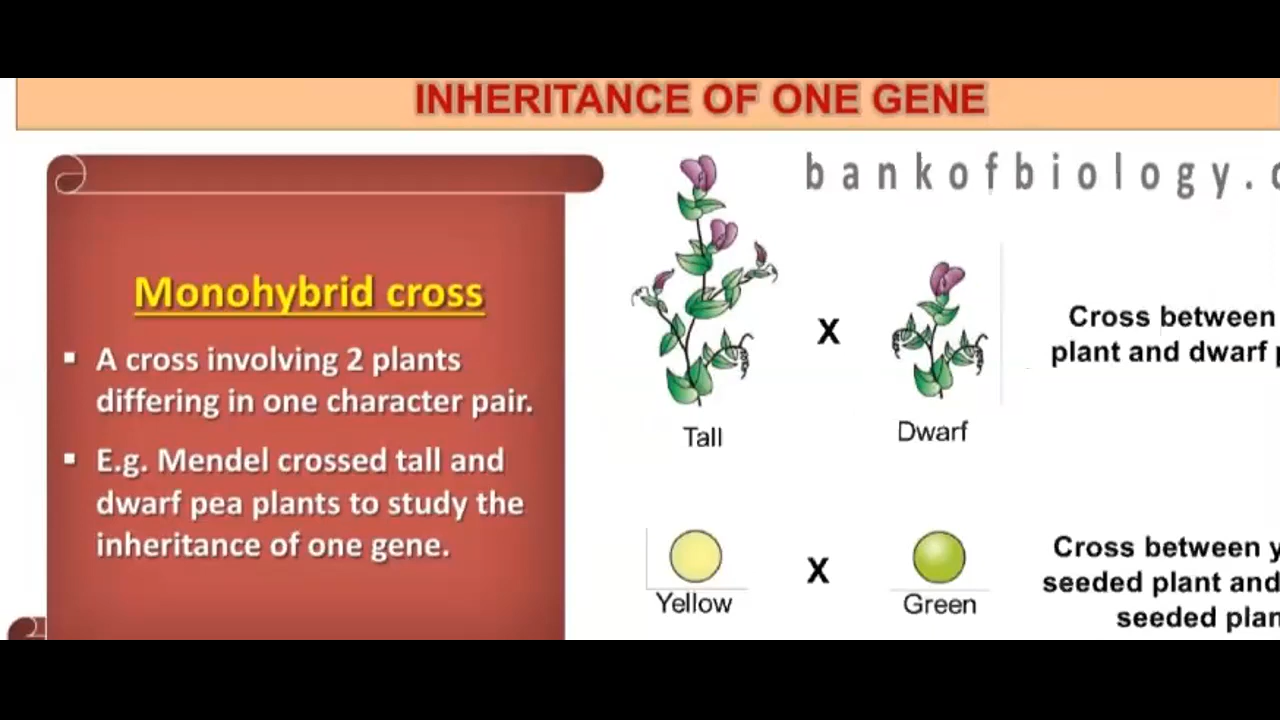 INHERITANCE OF ONE GENE
bankofbiology.
Monohybrid cross
▪ A cross involving 2 plants
differing in one character pair.
▪ E.g. Mendel crossed tall and
dwarf pea plants to study the
inheritance of one gene.
X
Tall
Dwarf
Cross between
plant and dwarf
X
Yellow
Green
Cross between
seeded plant and
seeded plan